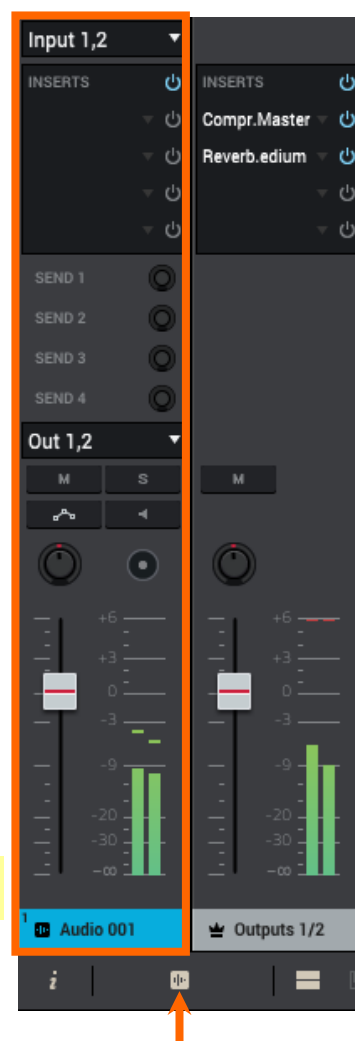 Input 1,2
INSERTS
SEND 1
SEND 2
SEND 3
SEND 4
Out 1,2
M S
+6
+3
0
-3
-9
-20
-30
-∞
1
Audio 001
INSERTS
Compr.Master
Reverb.edium
M
+6
+3
0
-3
-9
-20
-30
-∞
Outputs 1/2
i